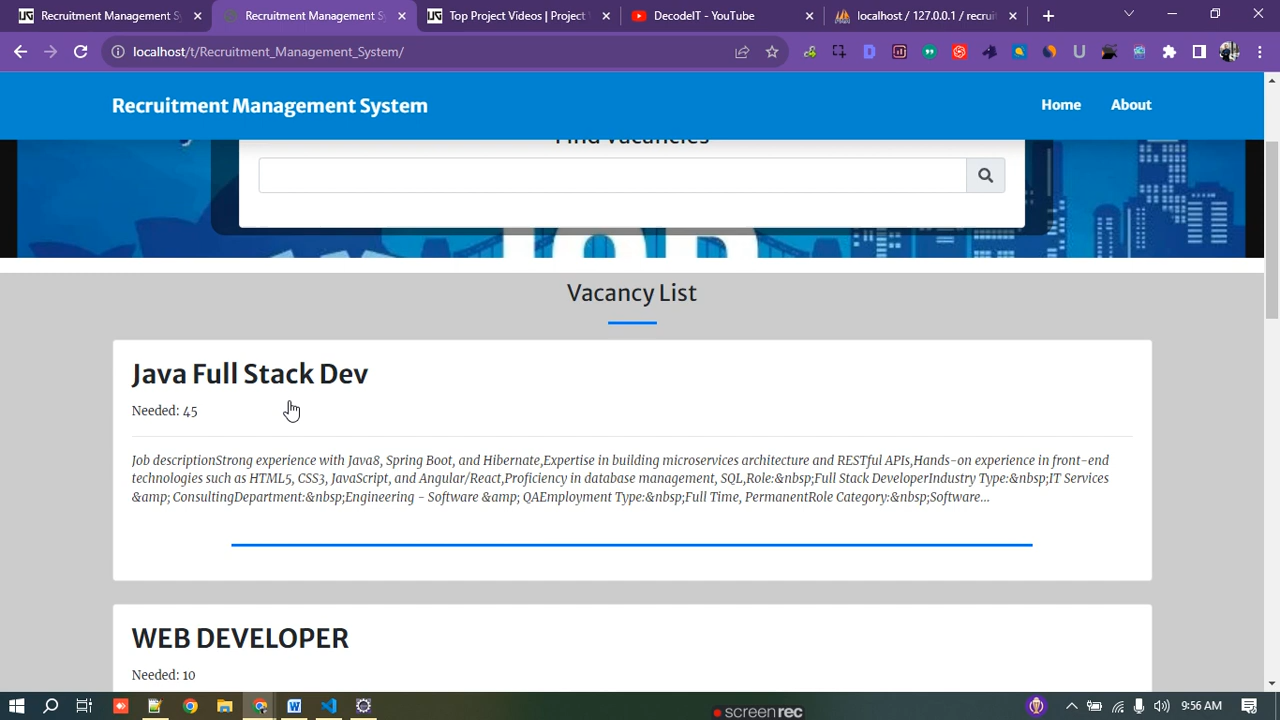 Recruitment Management S
Recruitment Management S
Top Project Videos | Project
DecodeIT - YouTube
localhost / 127.0.0.1 / recrui
localhost/t/Recruitment_Management_System/
Recruitment Management System
Home
About
Find Vacancies
Vacancy List
Java Full Stack Dev
Needed: 45
Job descriptionStrong experience with Java8, Spring Boot, and Hibernate,Expertise in building microservices architecture and RESTful APIs,Hands-on experience in front-end
technologies such as HTML5, CSS3, JavaScript, and Angular/React,Proficiency in database management, SQL,Role:&nbsp;Full Stack DeveloperIndustry Type:&nbsp;IT Services
&amp; ConsultingDepartment:&nbsp;Engineering - Software &amp; QAEmployment Type:&nbsp;Full Time, PermanentRole Category:&nbsp;Software...
WEB DEVELOPER
Needed: 10
9:56 AM
screenrec